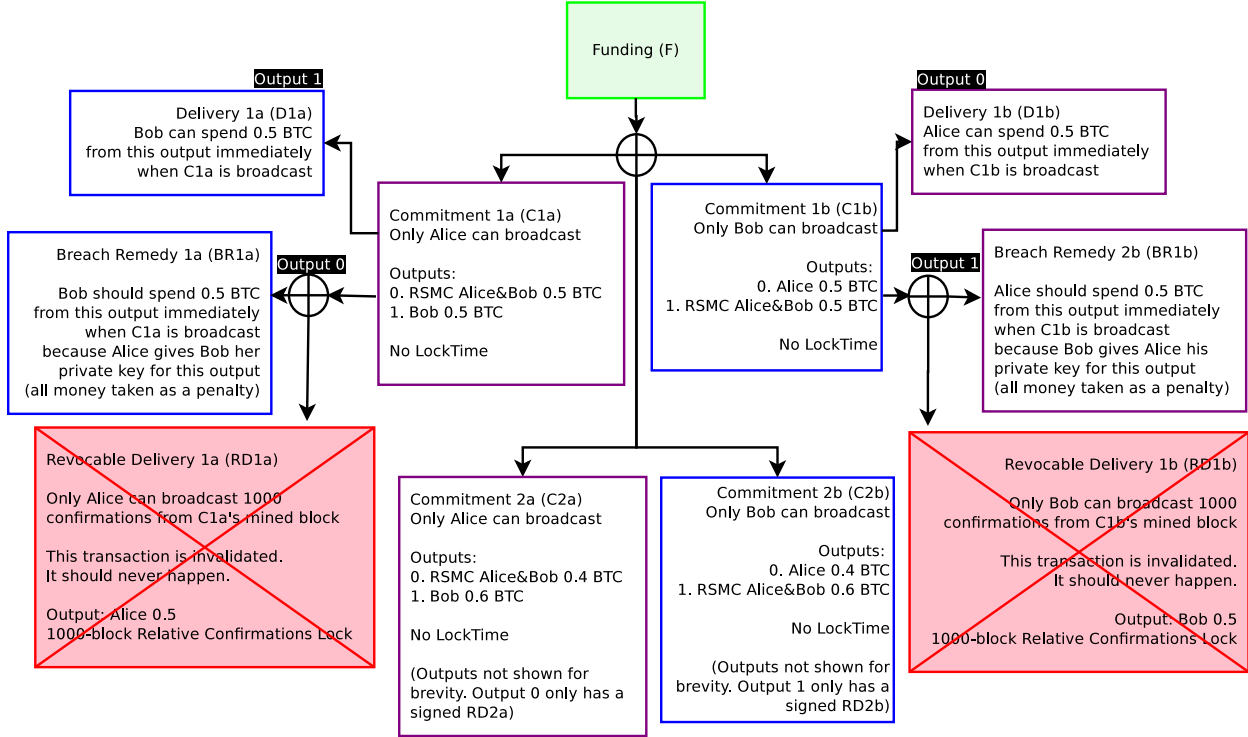 Funding (F)
Output 1
Delivery 1a (D1a)
Bob can spend 0.5 BTC
from this output immediately
when C1a is broadcast
Output 0
Delivery 1b (D1b)
Alice can spend 0.5 BTC
from this output immediately
when C1b is broadcast
Commitment 1a (C1a)
Only Alice can broadcast
Outputs:
0. RSMC Alice&Bob 0.5 BTC
1. Bob 0.5 BTC
No LockTime
Commitment 1b (C1b)
Only Bob can broadcast
Outputs:
0. Alice 0.5 BTC
1. RSMC Alice&Bob 0.5 BTC
No LockTime
Breach Remedy 1a (BR1a)
Bob should spend 0.5 BTC
from this output immediately
when C1a is broadcast
because Alice gives Bob her
private key for this output
(all money taken as a penalty)
Output 0
Output 1
Breach Remedy 2b (BR1b)
Alice should spend 0.5 BTC
from this output immediately
when C1b is broadcast
because Bob gives Alice his
private key for this output
(all money taken as a penalty)
Revocable Delivery 1a (RD1a)
Only Alice can broadcast 1000
confirmations from C1a's mined block
This transaction is invalidated.
It should never happen.
Output: Alice 0.5
1000-block Relative Confirmations Lock
Commitment 2a (C2a)
Only Alice can broadcast
Outputs:
0. RSMC Alice&Bob 0.4 BTC
1. Bob 0.6 BTC
No LockTime
(Outputs not shown for
brevity. Output 0 only has a
signed RD2a)
Commitment 2b (C2b)
Only Bob can broadcast
Outputs:
0. Alice 0.4 BTC
1. RSMC Alice&Bob 0.6 BTC
No LockTime
(Outputs not shown for
brevity. Output 1 only has a
signed RD2b)
Revocable Delivery 1b (RD1b)
Only Bob can broadcast 1000
confirmations from C1b's mined block
This transaction is invalidated.
It should never happen.
Output: Bob 0.5
1000-block Relative Confirmations Lock